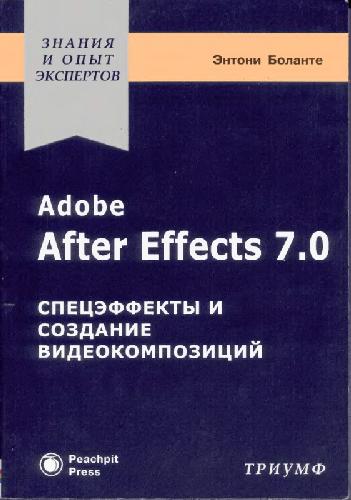 ЗНАНИЯ
И ОПЫТ
ЭКСПЕРТОВ
Энтони Боланте
Adobe
After Effects 7.0
СПЕЦЭФФЕКТЫ И
СОЗДАНИЕ
ВИДЕОКОМПОЗИЦИЙ
Peachpit
Press
ТРИУМФ